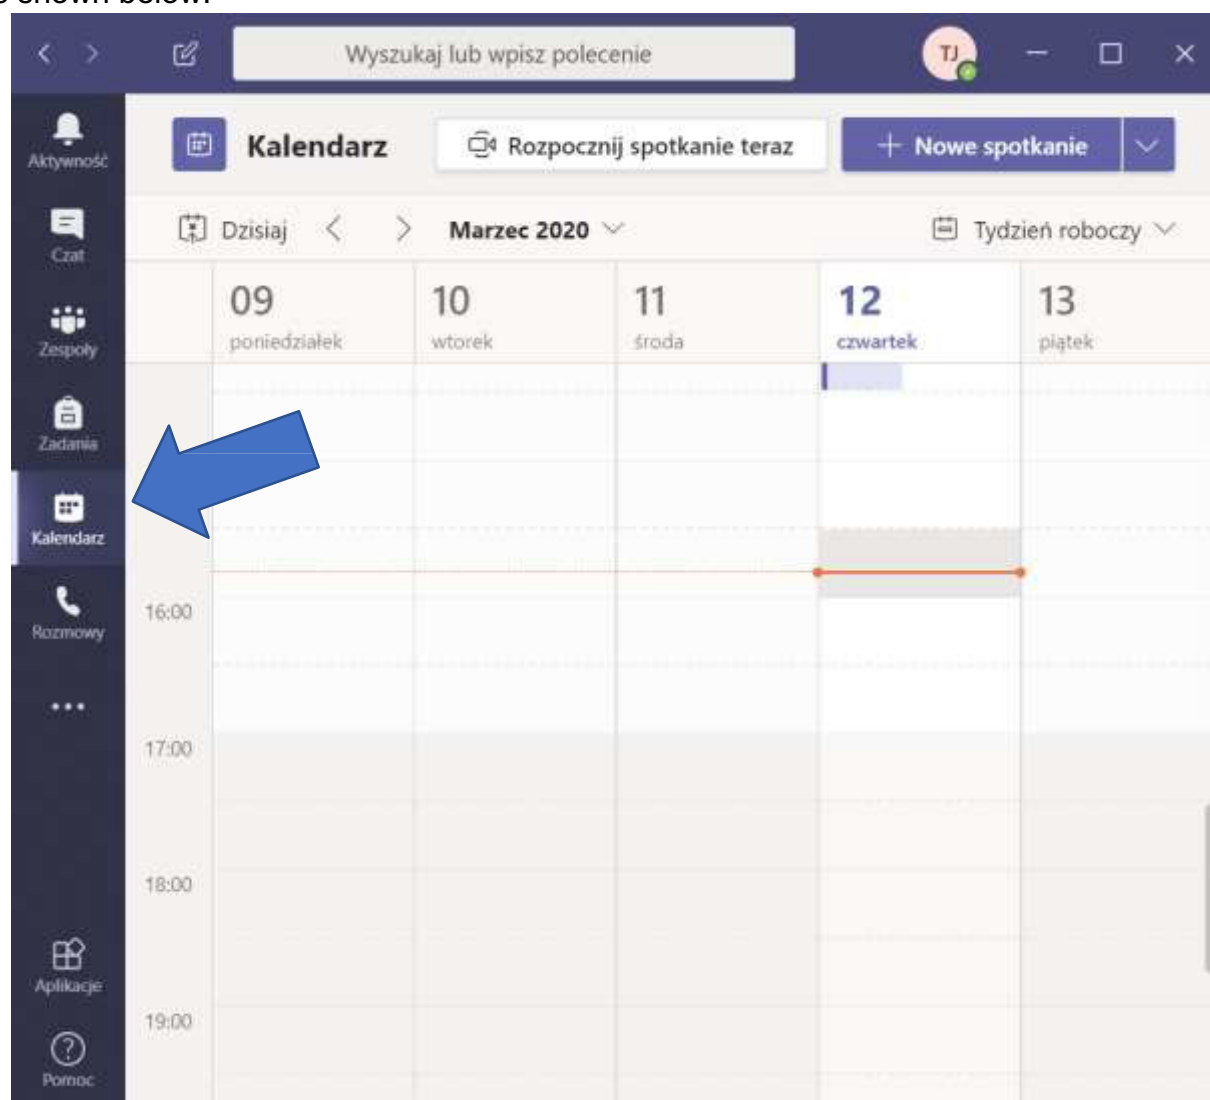 Wyszukaj lub wpisz polecenie
TJ
Aktywność
Kalendarz
Rozpocznij spotkanie teraz
Nowe spotkanie
Czat
Dzisiaj
Marzec 2020
Tydzień roboczy
Zespoły
09
10
11
12
13
poniedziałek
wtorek
środa
czwartek
piątek
Zadania
Kalendarz
Rozmowy
16:00
17:00
18:00
Aplikacje
19:00
Pomoc